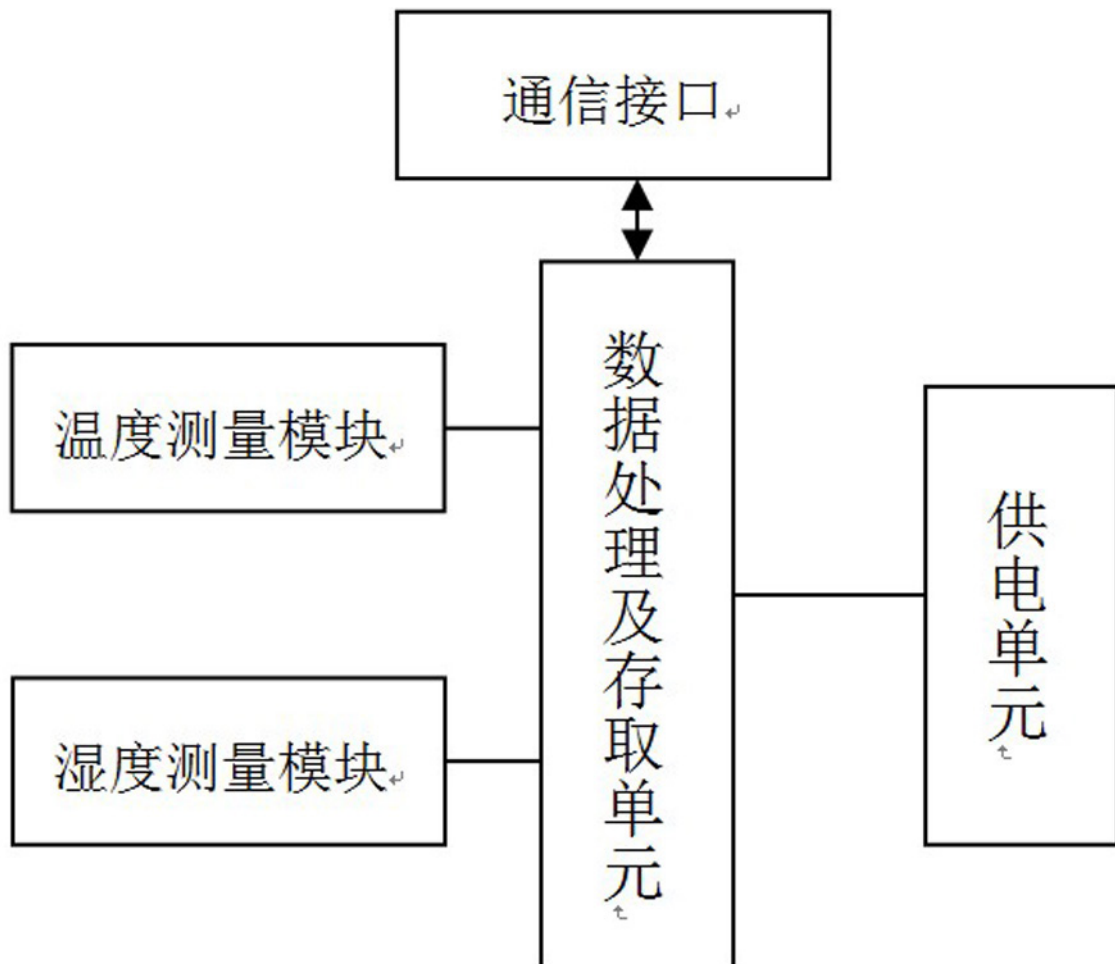 通信接口
温度测量模块
数据处理及存取单元
供电单元
湿度测量模块